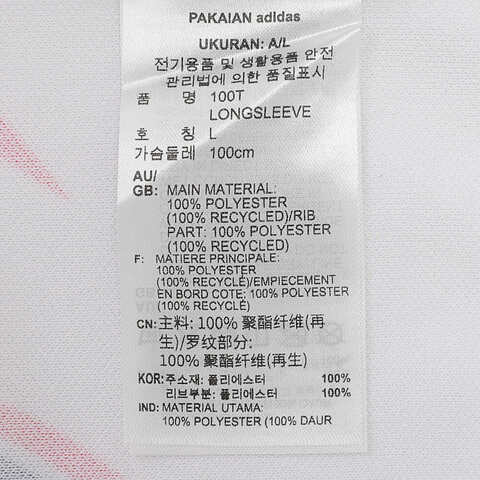 PAKAIAN adidas
UKURAN: A/L
전기용품 및 생활용품 안전
관리법에 의한 품질표시
품 명 100T
LONGSLEEVE
호 칭 L
가슴둘레 100cm
AU/
GB: MAIN MATERIAL:
100% POLYESTER
(100% RECYCLED)/RIB
PART: 100% POLYESTER
(100% RECYCLED)
F: MATIERE PRINCIPALE:
100% POLYESTER
(100% RECYCLÉ)/EMPIECEMENT
EN BORD COTE: 100% POLYESTER
(100% RECYCLÉ)
CN: 主料: 100% 聚酯纤维(再
生)/罗纹部分:
100% 聚酯纤维(再生)
KOR: 주소재: 폴리에스터 100%
리브부분: 폴리에스터 100%
IND: MATERIAL UTAMA:
100% POLYESTER (100% DAUR